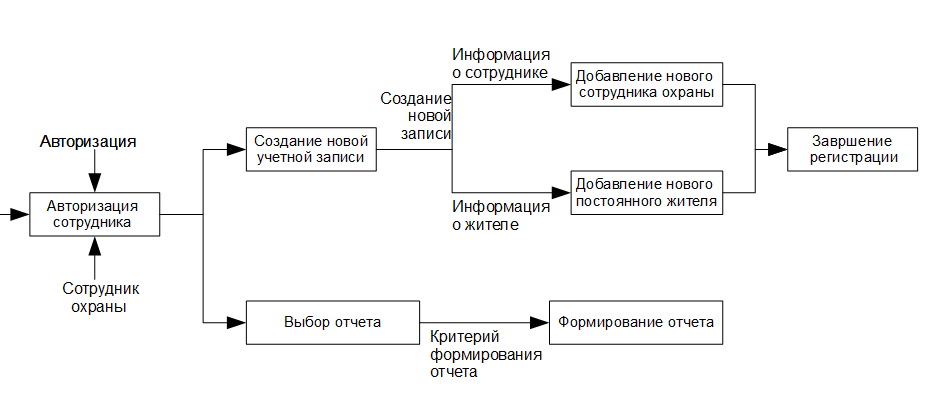 Авторизация
Авторизация
сотрудника
Сотрудник
охраны
Создание новой
учетной записи
Создание
новой
записи
Информация
о сотруднике
Добавление нового
сотрудника охраны
Информация
о жителе
Добавление нового
постоянного жителя
Завршение
регистрации
Выбор отчета
Критерий
формирования
отчета
Формирование отчета